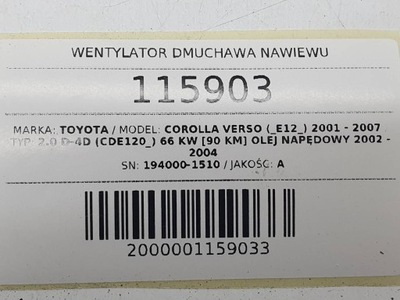 WENTYLATOR DMUCHAWA NAWIEWU
115903
MARKA: TOYOTA / MODEL: COROLLA VERSO (_E12_) 2001 - 2007
TYP: 2.0 D-4D (CDE120_) 66 KW [90 KM] OLEJ NAPĘDOWY 2002 -
2004
SN: 194000-1510 / JAKOŚĆ: A
2000001159033